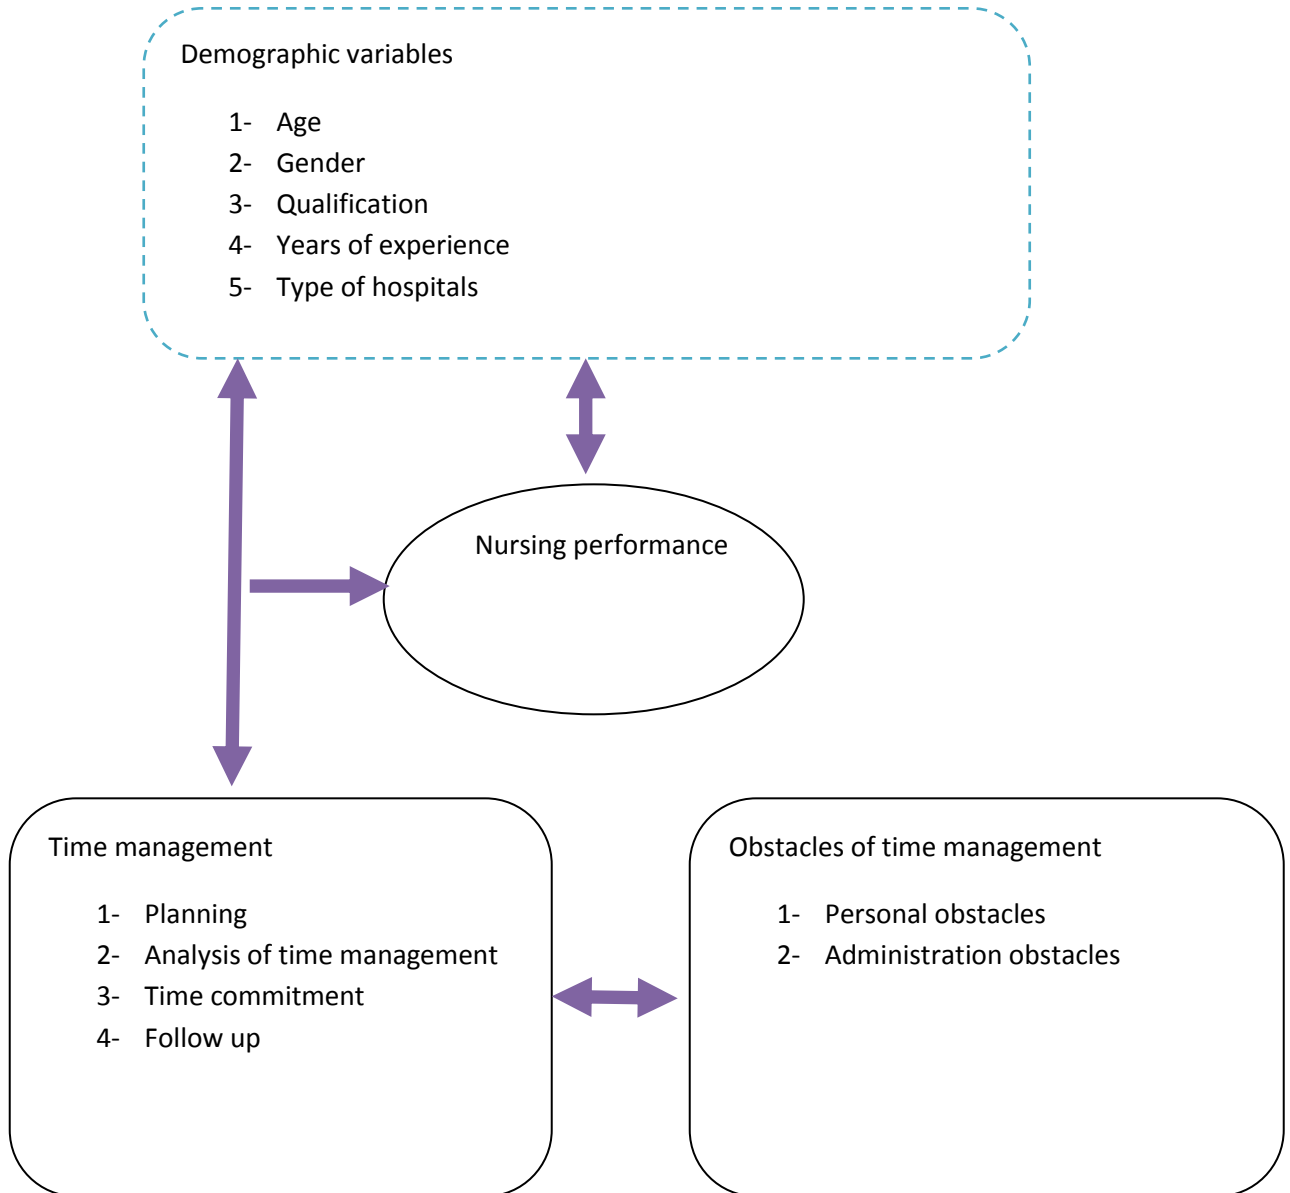 Demographic variables
1- Age
2- Gender
3- Qualification
4- Years of experience
5- Type of hospitals
Nursing performance
Time management
1- Planning
2- Analysis of time management
3- Time commitment
4- Follow up
Obstacles of time management
1- Personal obstacles
2- Administration obstacles